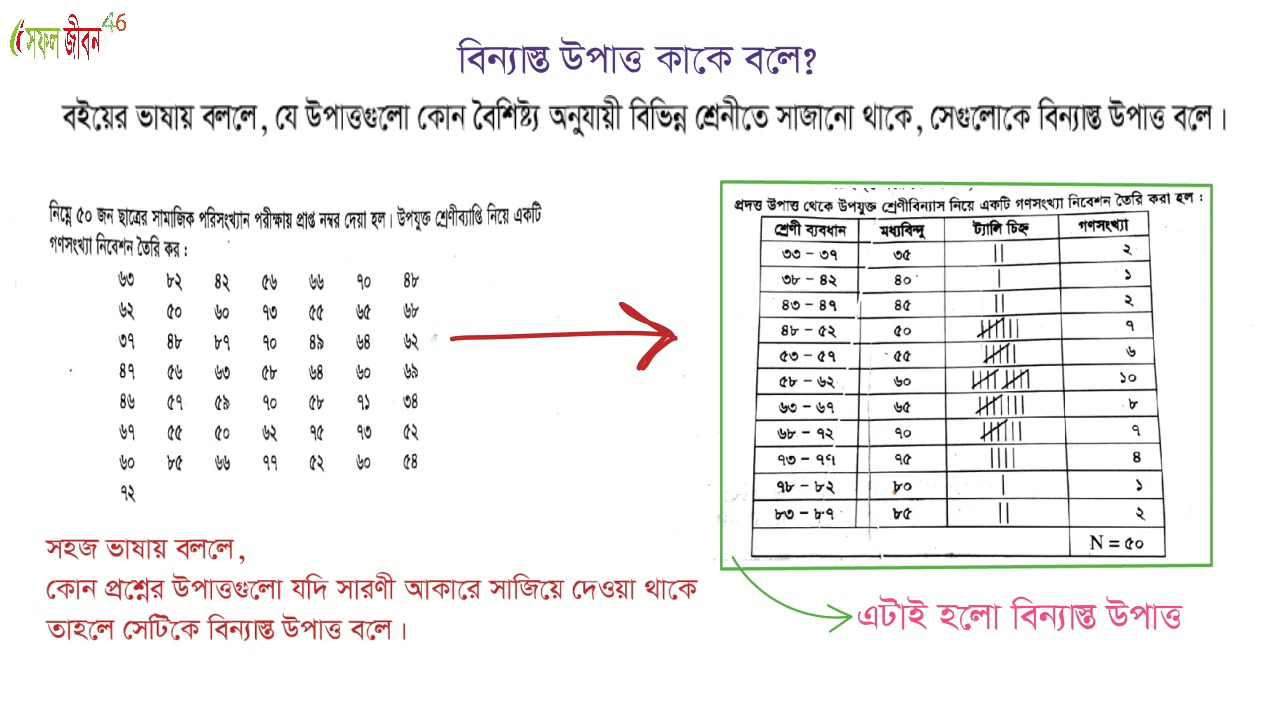 সফল জীবন 46
বিন্যাস্ত উপাত্ত কাকে বলে?
বইয়ের ভাষায় বললে, যে উপাত্তগুলো কোন বৈশিষ্ট্য অনুযায়ী বিভিন্ন শ্রেনীতে সাজানো থাকে, সেগুলোকে বিন্যাস্ত উপাত্ত বলে।
নিম্নে ৫০ জন ছাত্রের সামাজিক পরিসংখ্যান পরীক্ষায় প্রাপ্ত নম্বর দেয়া হল। উপযুক্ত শ্রেণীব্যাপ্তি নিয়ে একটি
গণসংখ্যা নিবেশন তৈরি কর :
৬৩ ৮২ ৪২ ৫৬ ৬৬ ৭০ ৪৮
৬২ ৫০ ৬০ ৭৩ ৫৫ ৬৫ ৬৮
৩৭ ৪৮ ৮৭ ৭০ ৪৯ ৬৪ ৬২
৪৭ ৫৬ ৬৩ ৫৮ ৬৪ ৬০ ৬৯
৪৬ ৫৭ ৫৯ ৭০ ৫৮ ৭১ ৩৪
৬৭ ৫৫ ৫০ ৬২ ৭৫ ৭৩ ৫২
৬০ ৮৫ ৬৬ ৭৭ ৫২ ৬০ ৫৪
৭২
প্রদত্ত উপাত্ত থেকে উপযুক্ত শ্রেণীবিন্যাস নিয়ে একটি গণসংখ্যা নিবেশন তৈরি করা হল :
শ্রেণী ব্যবধান মধ্যবিন্দু ট্যালি চিহ্ন গণসংখ্যা
৩৩ – ৩৭ ৩৫ || ২
৩৮ – ৪২ ৪০ | ১
৪৩ – ৪৭ ৪৫ || ২
৪৮ – ৫২ ৫০ ৭
৫৩ – ৫৭ ৫৫ ৬
৫৮ – ৬২ ৬০ ১০
৬৩ – ৬৭ ৬৫ ৮
৬৮ – ৭২ ৭০ ৭
৭৩ – ৭৭ ৭৫ |||| ৪
৭৮ – ৮২ ৮০ | ১
৮৩ – ৮৭ ৮৫ || ২
N = ৫০
সহজ ভাষায় বললে,
কোন প্রশ্নের উপাত্তগুলো যদি সারণী আকারে সাজিয়ে দেওয়া থাকে
তাহলে সেটিকে বিন্যাস্ত উপাত্ত বলে।
এটাই হলো বিন্যাস্ত উপাত্ত